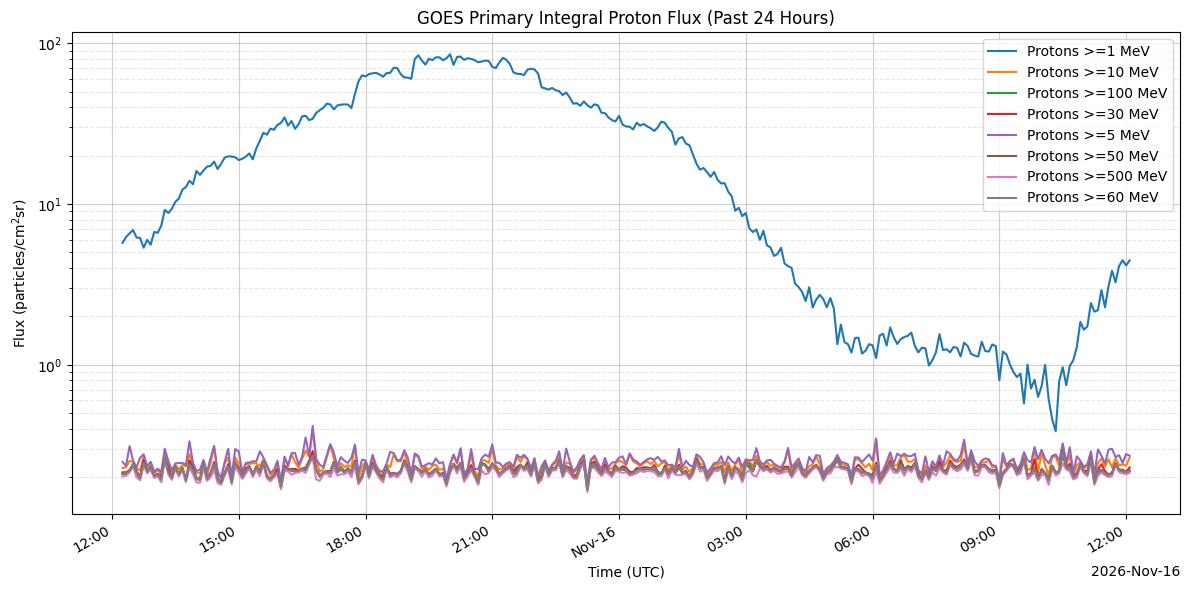 GOES Primary Integral Proton Flux (Past 24 Hours)
Flux (particles/cm²sr)
10²
10¹
10⁰
Protons >=1 MeV
Protons >=10 MeV
Protons >=100 MeV
Protons >=30 MeV
Protons >=5 MeV
Protons >=50 MeV
Protons >=500 MeV
Protons >=60 MeV
12:00
15:00
18:00
21:00
Nov-16
03:00
06:00
09:00
12:00
Time (UTC)
2026-Nov-16